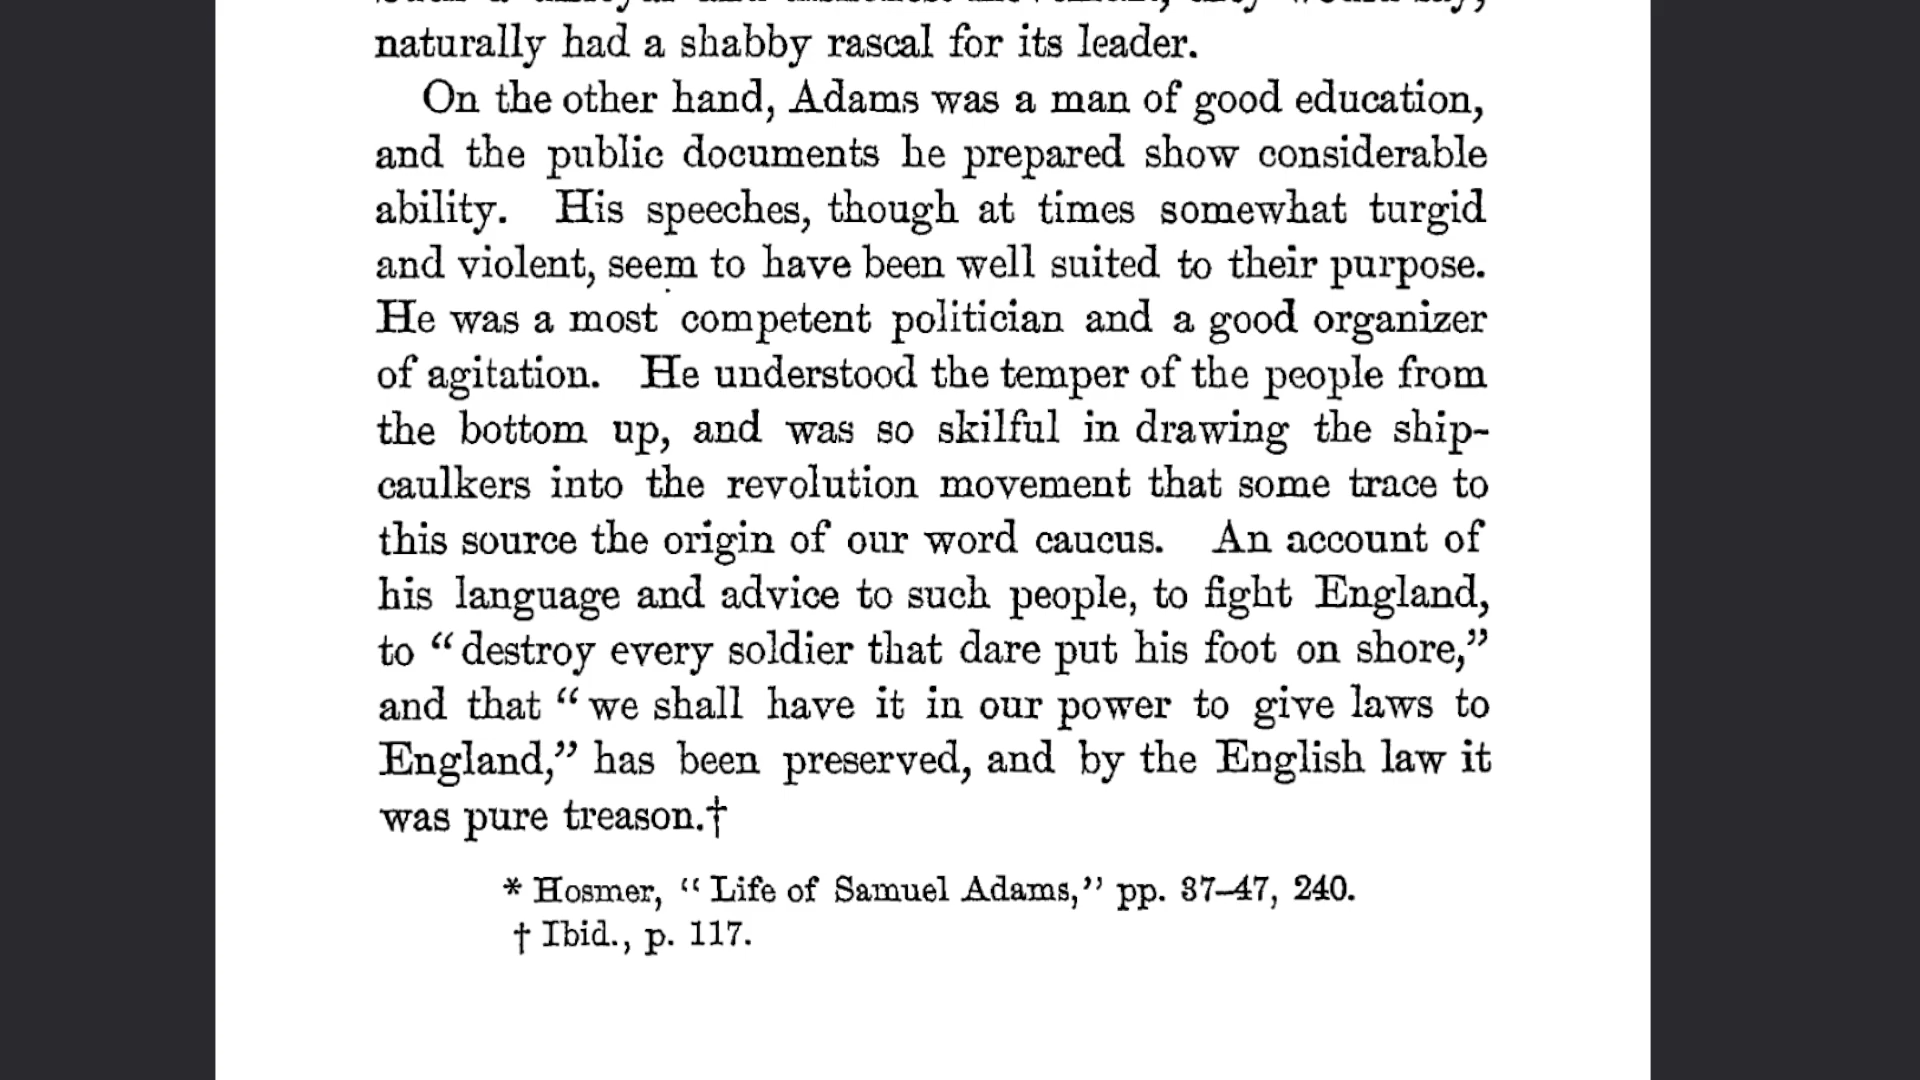 naturally had a shabby rascal for its leader.
On the other hand, Adams was a man of good education,
and the public documents he prepared show considerable
ability. His speeches, though at times somewhat turgid
and violent, seem to have been well suited to their purpose.
He was a most competent politician and a good organizer
of agitation. He understood the temper of the people from
the bottom up, and was so skilful in drawing the ship-
caulkers into the revolution movement that some trace to
this source the origin of our word caucus. An account of
his language and advice to such people, to fight England,
to “destroy every soldier that dare put his foot on shore,”
and that “we shall have it in our power to give laws to
England,” has been preserved, and by the English law it
was pure treason.†
* Hosmer, “Life of Samuel Adams,” pp. 37–47, 240.
† Ibid., p. 117.